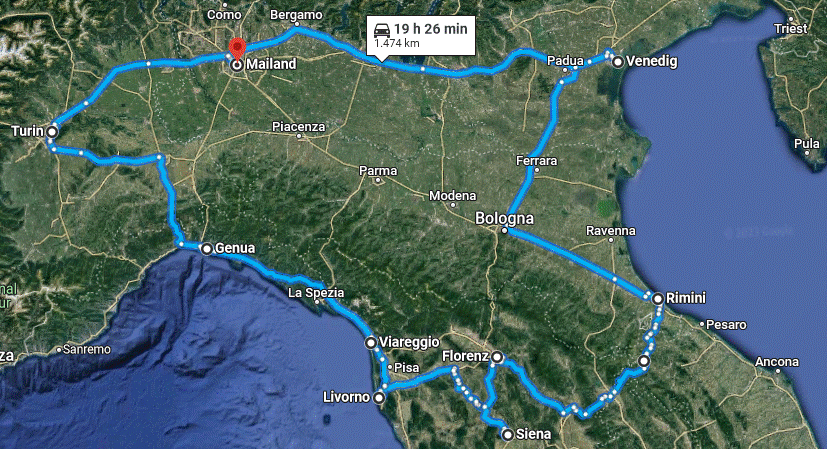 Como
Bergamo
19 h 26 min
1.474 km
Triest
Mailand
Padua
Venedig
Turin
Piacenza
Pula
Ferrara
Parma
Modena
Bologna
Ravenna
Genua
La Spezia
Rimini
Pesaro
Sanremo
Viareggio
Florenz
Pisa
Ancona
Livorno
Siena